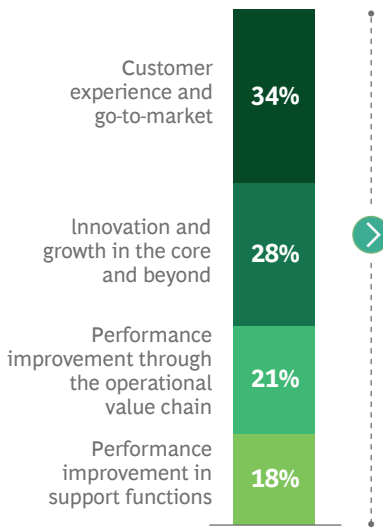 Customer
experience and
go-to-market
34%
Innovation and
growth in the core
and beyond
28%
Performance
improvement through
the operational
value chain
21%
Performance
improvement in
support functions
18%